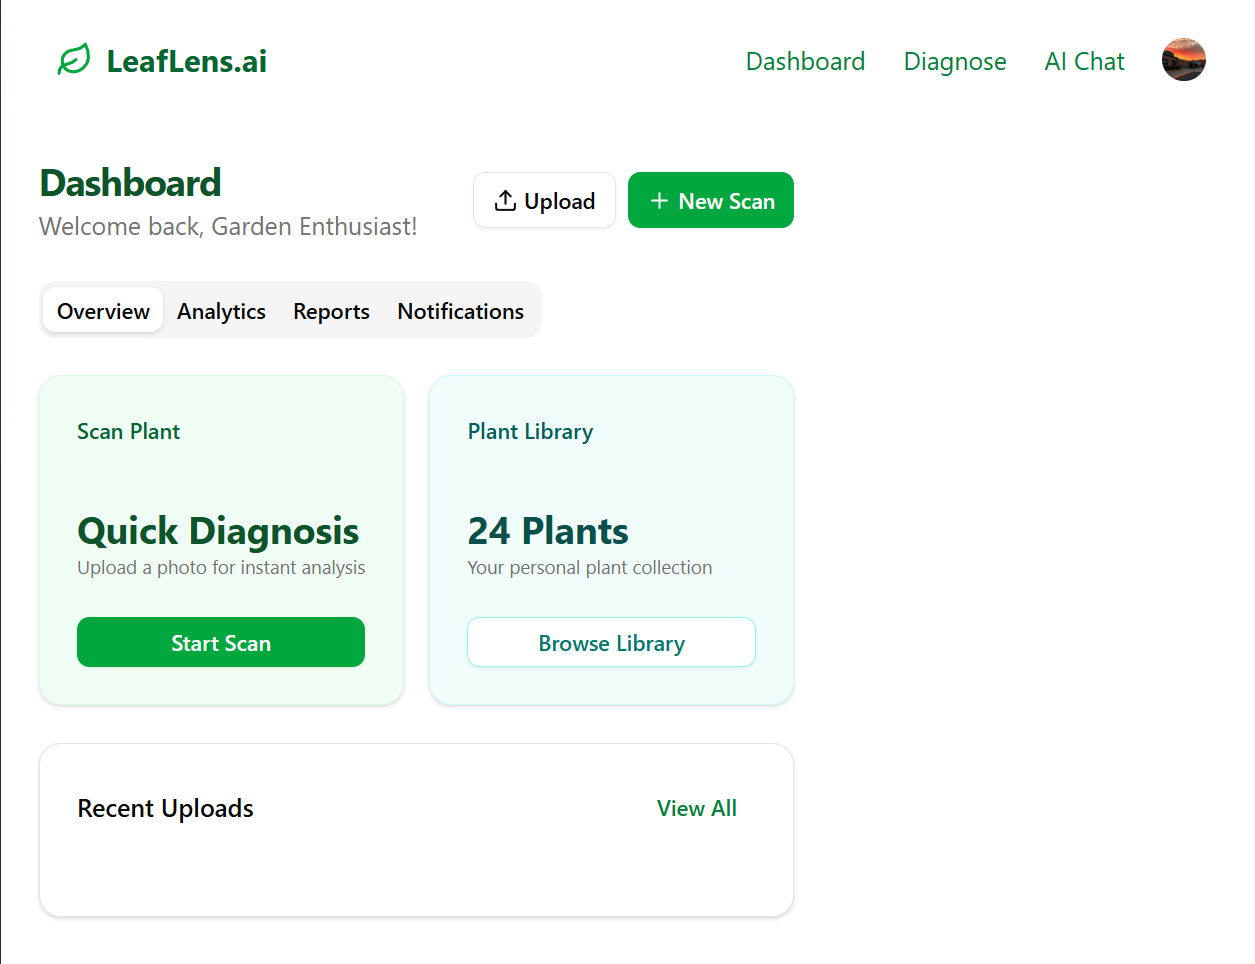 LeafLens.ai
Dashboard
Diagnose
AI Chat
Dashboard
Welcome back, Garden Enthusiast!
Upload
New Scan
Overview
Analytics
Reports
Notifications
Scan Plant
Quick Diagnosis
Upload a photo for instant analysis
Start Scan
Plant Library
24 Plants
Your personal plant collection
Browse Library
Recent Uploads
View All